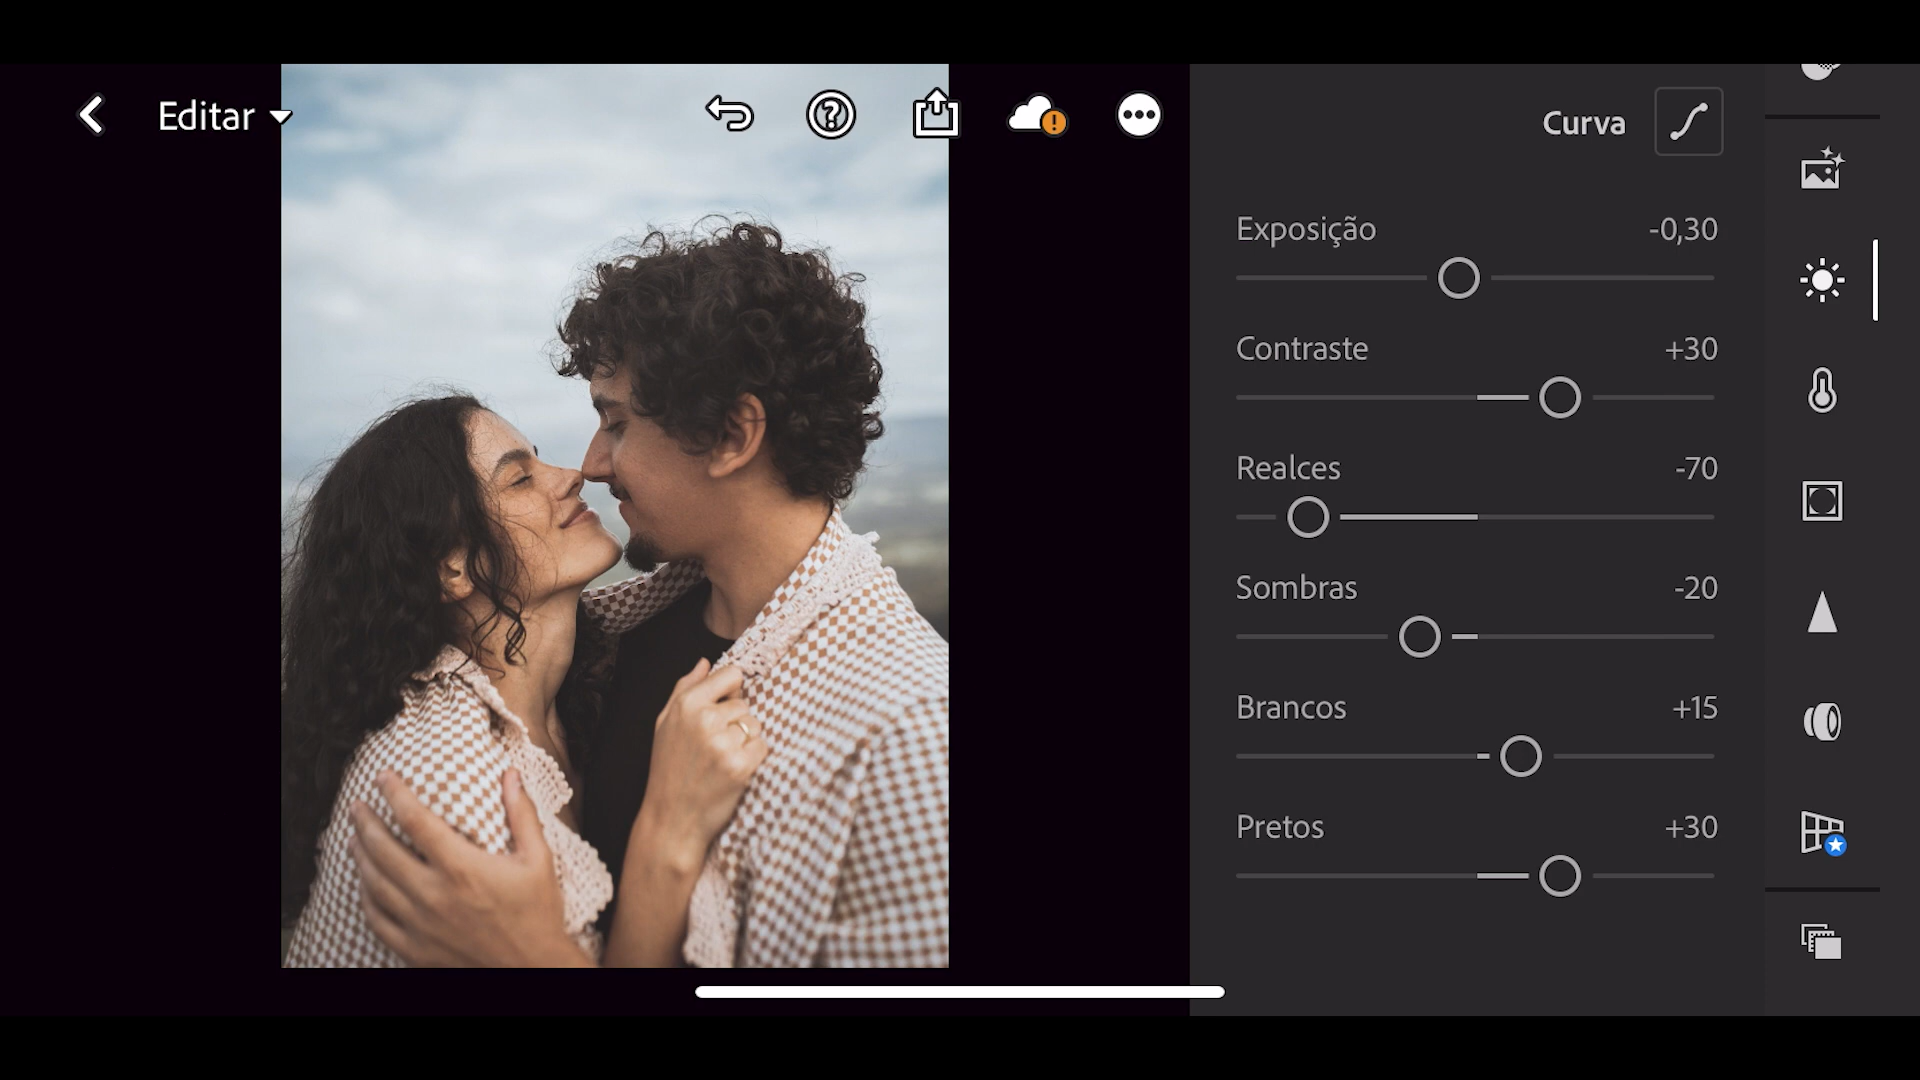 Editar
Curva
Exposição -0,30
Contraste +30
Realces -70
Sombras -20
Brancos +15
Pretos +30